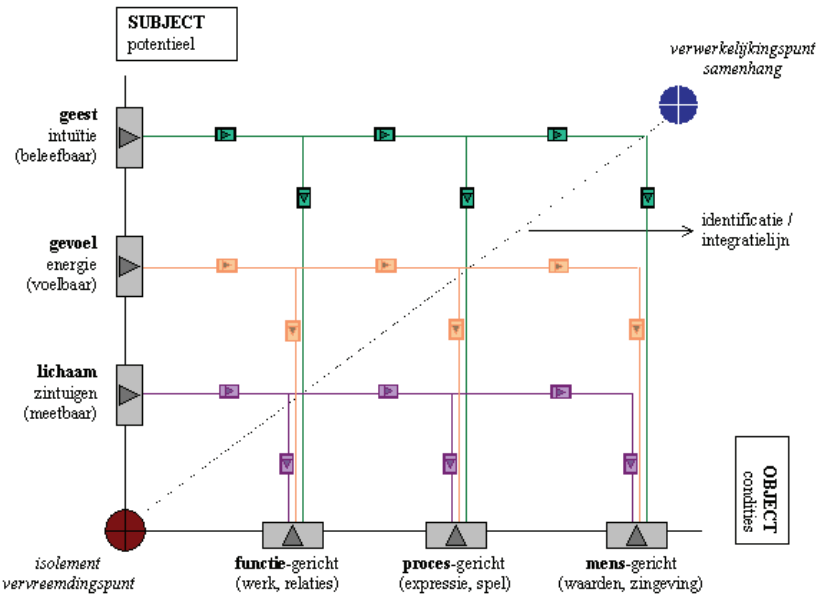 SUBJECT
potentieel
verwerkelijkingspunt
samenhang
geest
intuïtie
(beleefbaar)
identificatie /
integratielijn
gevoel
energie
(voelbaar)
lichaam
zintuigen
(meetbaar)
OBJECT
condities
isolement
vervreemdingspunt
functie-gericht
(werk, relaties)
proces-gericht
(expressie, spel)
mens-gericht
(waarden, zingeving)